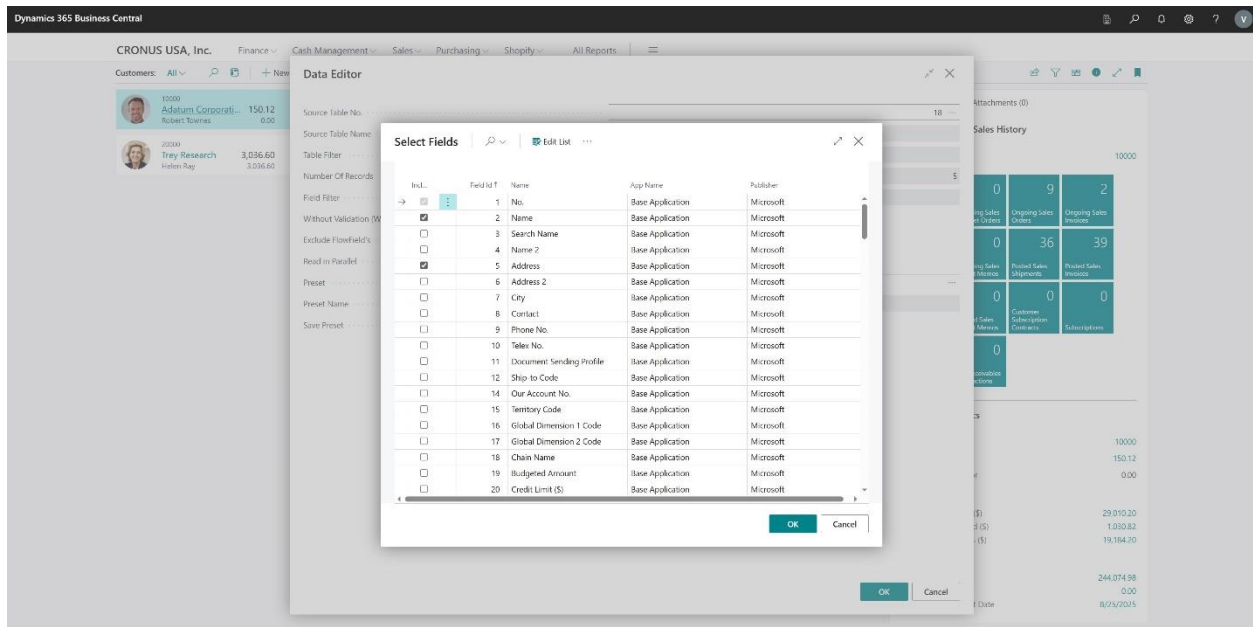 Dynamics 365 Business Central
?
V
CRONUS USA, Inc.
Finance
Cash Management
Sales
Purchasing
Shopify
All Reports
Customers: All
+ New
10000
Adatum Corporati...
150.12
Robert Townes
0.00
20000
Trey Research
3,036.60
Helen Ray
3,036.60
Data Editor
Source Table No.
18
Source Table Name
Table Filter
Number Of Records
5
Field Filter
Without Validation (W
Exclude FlowField's
Read in Parallel
Preset
Preset Name
Save Preset
OK
Cancel
Select Fields
Edit List
Incl...
Field Id ↑
Name
App Name
Publisher
1 No. Base Application Microsoft
2 Name Base Application Microsoft
3 Search Name Base Application Microsoft
4 Name 2 Base Application Microsoft
5 Address Base Application Microsoft
6 Address 2 Base Application Microsoft
7 City Base Application Microsoft
8 Contact Base Application Microsoft
9 Phone No. Base Application Microsoft
10 Telex No. Base Application Microsoft
11 Document Sending Profile Base Application Microsoft
12 Ship-to Code Base Application Microsoft
14 Our Account No. Base Application Microsoft
15 Territory Code Base Application Microsoft
16 Global Dimension 1 Code Base Application Microsoft
17 Global Dimension 2 Code Base Application Microsoft
18 Chain Name Base Application Microsoft
19 Budgeted Amount Base Application Microsoft
20 Credit Limit ($) Base Application Microsoft
OK
Cancel
Attachments (0)
Sales History
10000
0
9
2
Ongoing Sales
Orders
Ongoing Sales
Invoices
0
36
39
Posted Sales
Shipments
Posted Sales
Invoices
0
0
0
Customer
Subscription
Contracts
Subscriptions
0
10000
150.12
0.00
($)
29,010.20
1,030.82
19,184.20
244,074.98
0.00
Date
8/25/2025